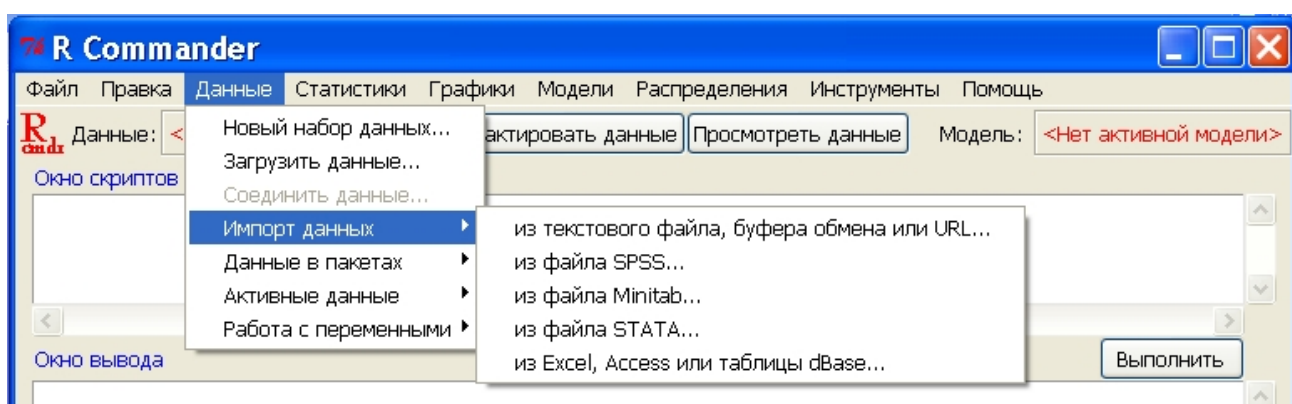 R Commander
Файл Правка Данные Статистики Графики Модели Распределения Инструменты Помощь
Rcmdr Данные: < актировать данные Просмотреть данные Модель: <Нет активной модели>
Новый набор данных...
Загрузить данные...
Окно скриптов
Соединить данные...
Импорт данных
из текстового файла, буфера обмена или URL...
Данные в пакетах
из файла SPSS...
Активные данные
из файла Minitab...
Работа с переменными
из файла STATA...
из Excel, Access или таблицы dBase...
Окно вывода
Выполнить